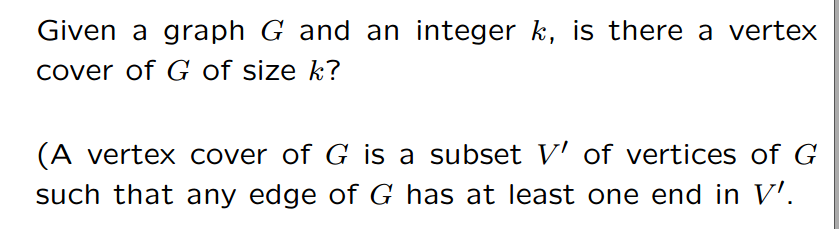 Given a graph G and an integer k, is there a vertex
cover of G of size k?
(A vertex cover of G is a subset V′ of vertices of G
such that any edge of G has at least one end in V′.